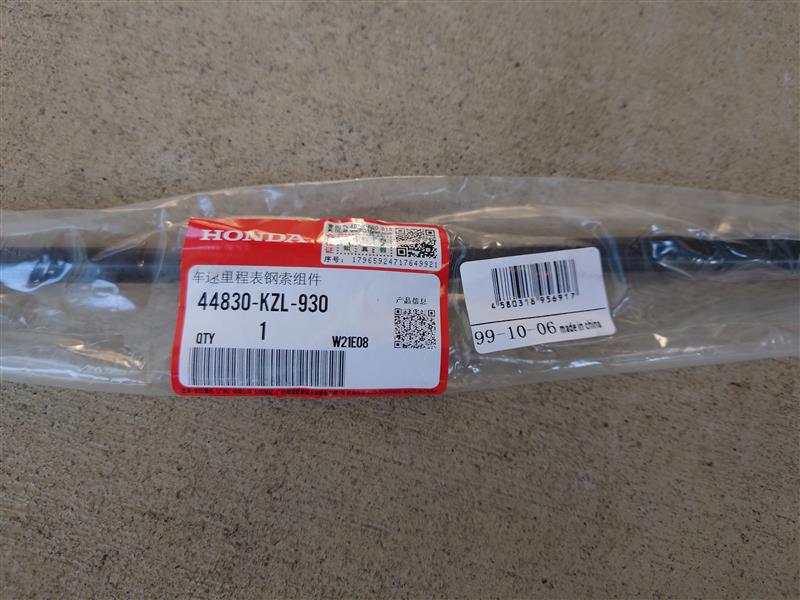 HONDA
序号: 17965924717649921
车速里程表钢索组件
44830-KZL-930
产品信息
QTY 1 W21E08
4580318956917
99-10-06 made in china